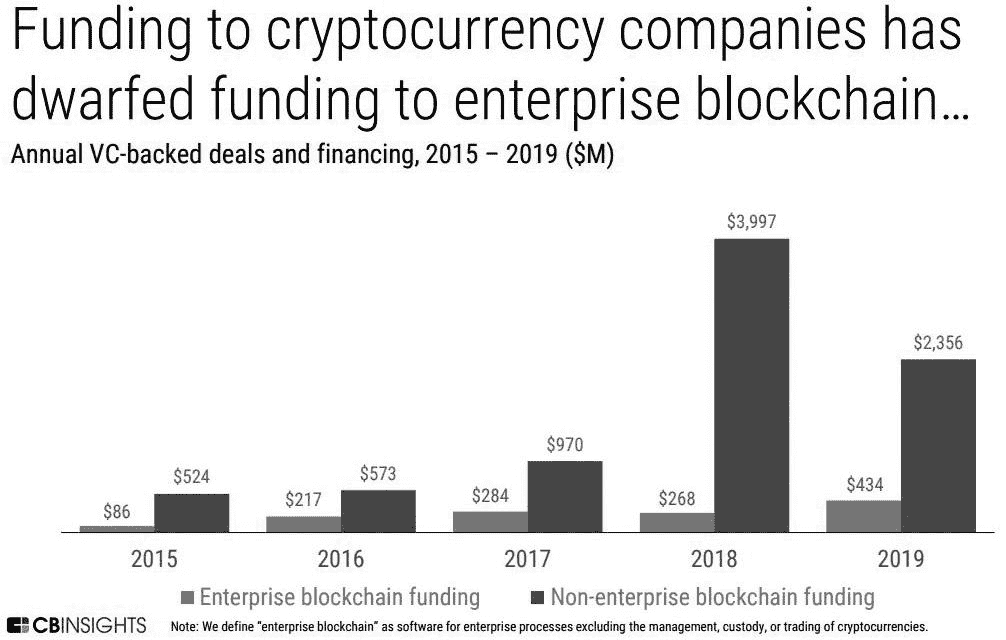 Funding to cryptocurrency companies has
dwarfed funding to enterprise blockchain...
Annual VC-backed deals and financing, 2015 – 2019 ($M)
$3,997
$2,356
$970
$524
$573
$434
$86
$217
$284
$268
2015
2016
2017
2018
2019
Enterprise blockchain funding
Non-enterprise blockchain funding
CBINSIGHTS
Note: We define “enterprise blockchain” as software for enterprise processes excluding the management, custody, or trading of cryptocurrencies.